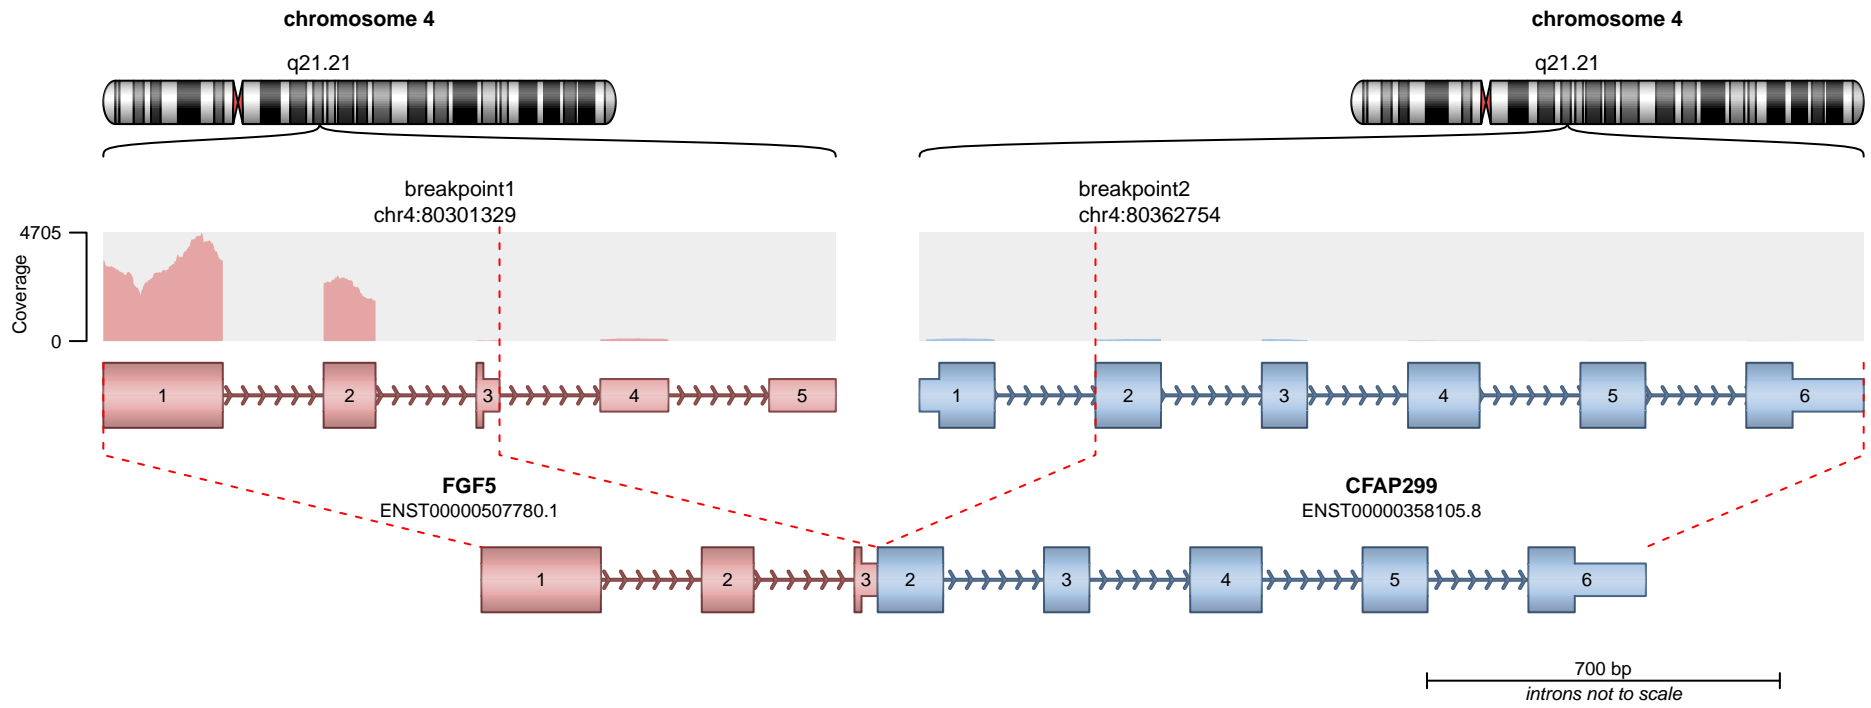 chromosome 4
chromosome 4
q21.21
q21.21
breakpoint1
chr4:80301329
breakpoint2
chr4:80362754
4705
Coverage
0
1 2 3 4 5
1 2 3 4 5 6
FGF5
ENST00000507780.1
CFAP299
ENST00000358105.8
1 2 3 2 3 4 5 6
700 bp
introns not to scale